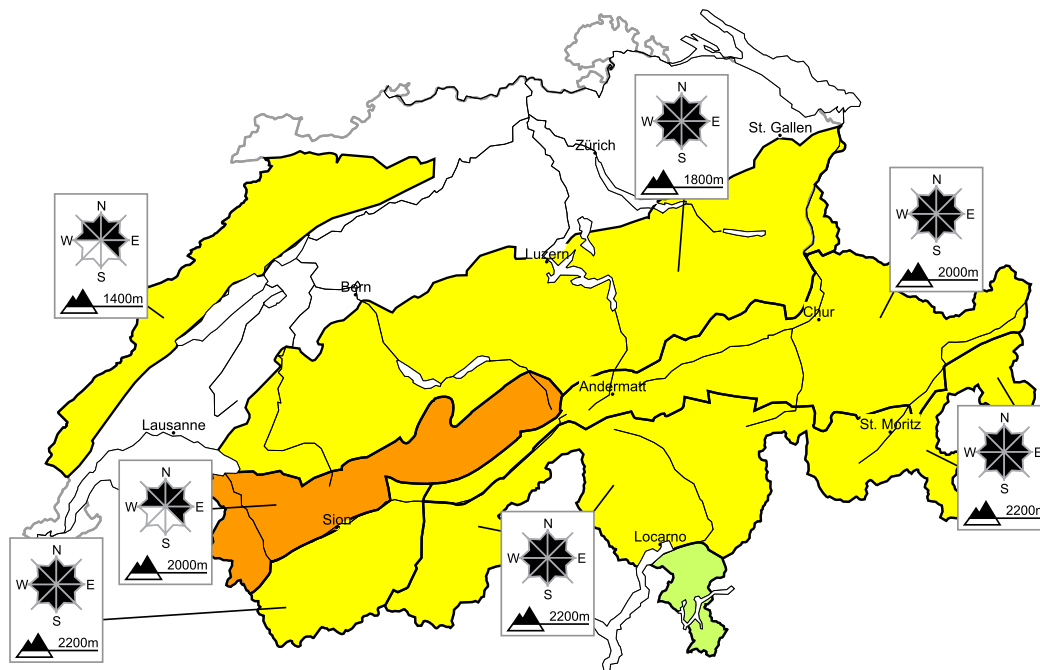 N
W E
S
1800m
St. Gallen
Zürich
N
W E
S
2000m
N
W E
S
1400m
Luzern
Bern
Chur
Andermatt
St. Moritz
Lausanne
N
W E
S
2200m
N
W E
S
2000m
Sion
N
W E
S
2200m
Locarno
N
W E
S
2200m